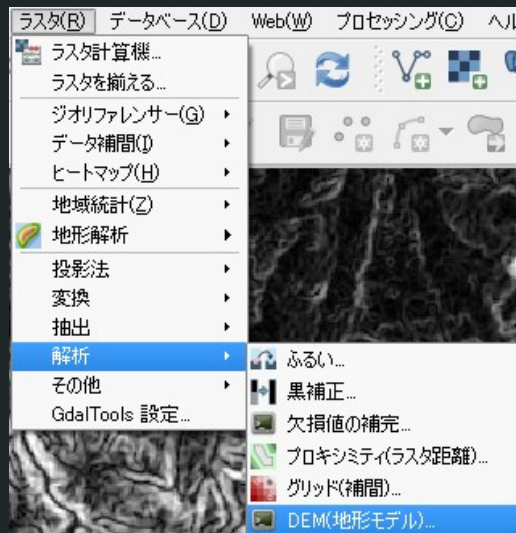 ラスタ(R) データベース(D) Web(W) プロセッシング(C)
ラスタ計算機...
ラスタを揃える...
ジオリファレンサー(G)
データ補間(I)
ヒートマップ(H)
地域統計(Z)
地形解析
投影法
変換
抽出
解析
その他
GdalTools 設定...
ふるい...
黒補正...
欠損値の補完...
プロキシミティ(ラスタ距離)...
グリッド(補間)...
DEM(地形モデル)...